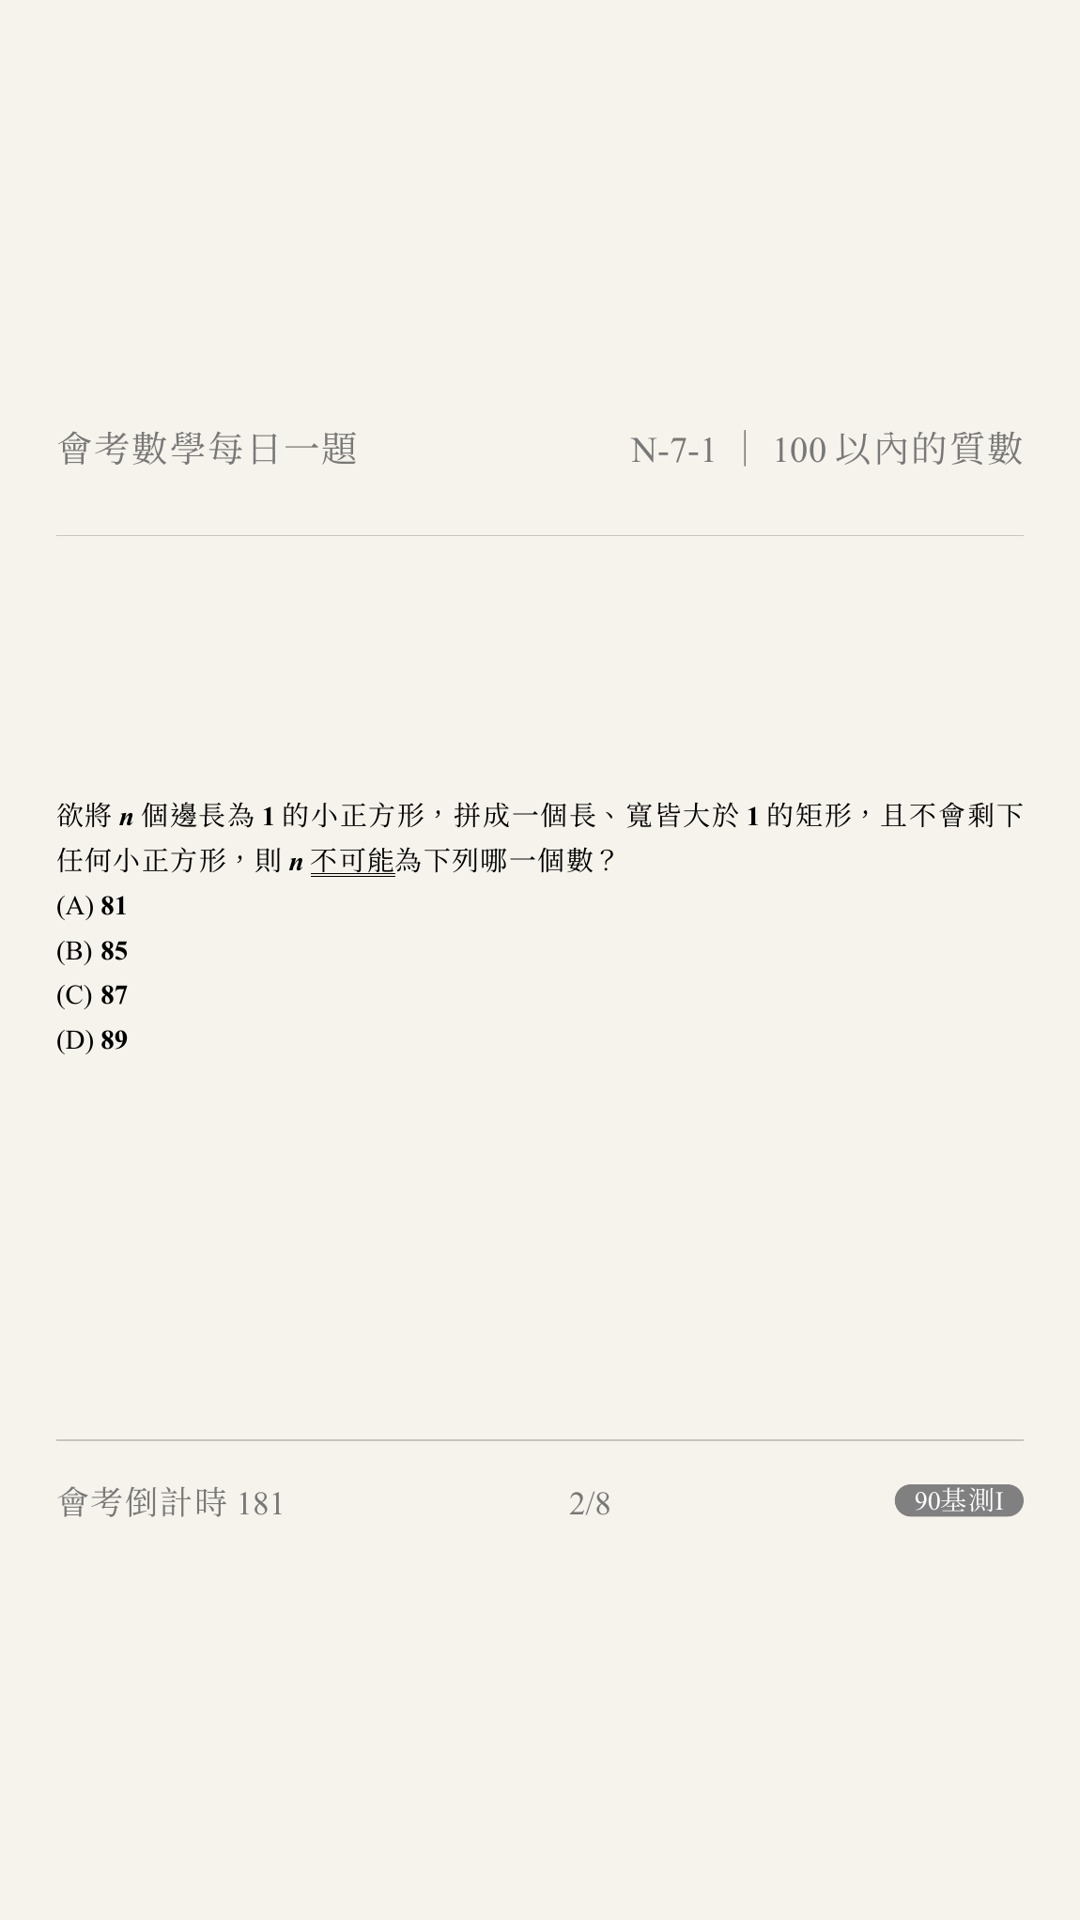 會考數學每日一題
N-7-1 | 100 以內的質數
欲將 n 個邊長為 1 的小正方形，拼成一個長、寬皆大於 1 的矩形，且不會剩下
任何小正方形，則 n 不可能為下列哪一個數？
(A) 81
(B) 85
(C) 87
(D) 89
會考倒計時 181
2/8
90基測I